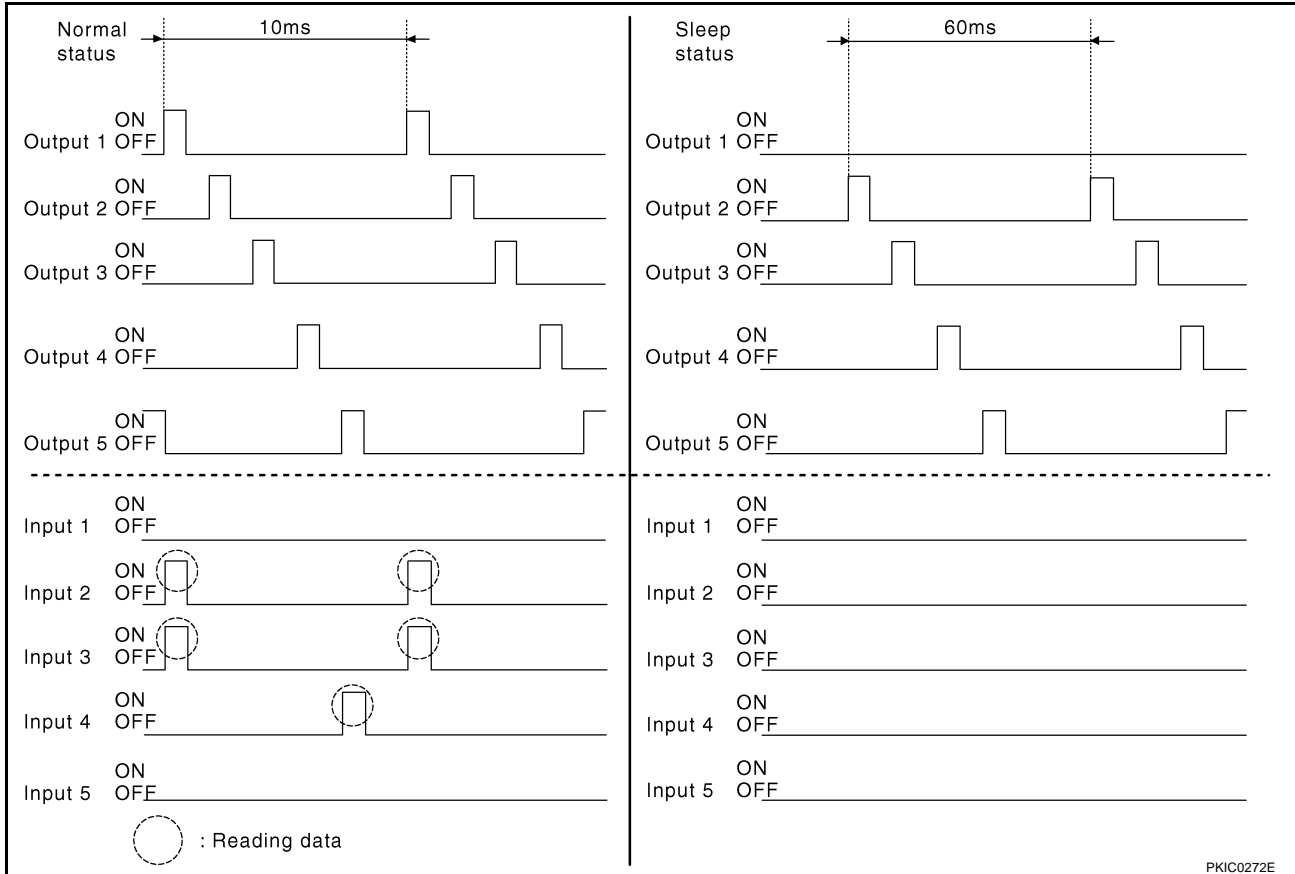 Normal status
10ms
Output 1 ON OFF
Output 2 ON OFF
Output 3 ON OFF
Output 4 ON OFF
Output 5 ON OFF
Input 1 ON OFF
Input 2 ON OFF
Input 3 ON OFF
Input 4 ON OFF
Input 5 ON OFF
: Reading data
Sleep status
60ms
Output 1 ON OFF
Output 2 ON OFF
Output 3 ON OFF
Output 4 ON OFF
Output 5 ON OFF
Input 1 ON OFF
Input 2 ON OFF
Input 3 ON OFF
Input 4 ON OFF
Input 5 ON OFF
PKIC0272E